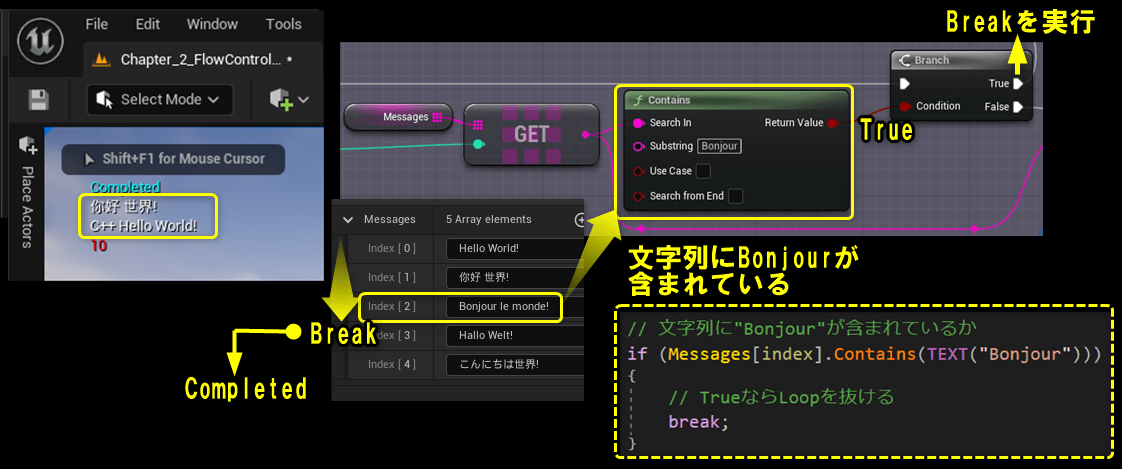 File Edit Window Tools
Chapter_2_FlowControl... *
Select Mode
Place Actors
Shift+F1 for Mouse Cursor
Completed
你好 世界!
C++ Hello World!
10
Breakを実行
Branch
True
Condition
False
Messages
GET
Contains
Search In
Return Value
Substring Bonjour
Use Case
Search from End
True
Messages 5 Array elements
Index [ 0 ] Hello World!
Index [ 1 ] 你好 世界!
Index [ 2 ] Bonjour le monde!
Index [ 3 ] Hallo Welt!
Index [ 4 ] こんにちは世界!
Break
Completed
文字列にBonjourが
含まれている
// 文字列に"Bonjour"が含まれているか
if (Messages[index].Contains(TEXT("Bonjour")))
{
// TrueならLoopを抜ける
break;
}